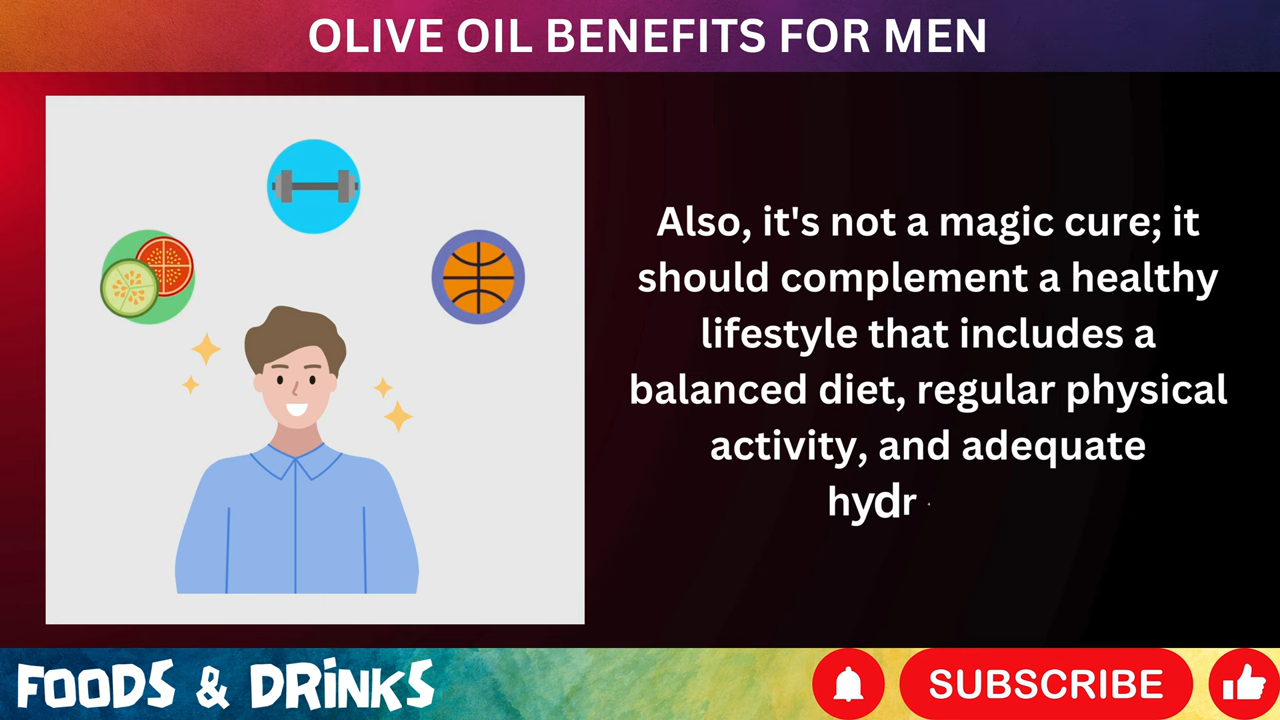 OLIVE OIL BENEFITS FOR MEN
Also, it's not a magic cure; it
should complement a healthy
lifestyle that includes a
balanced diet, regular physical
activity, and adequate
hydr
FOODS & DRiNKS
SUBSCRIBE